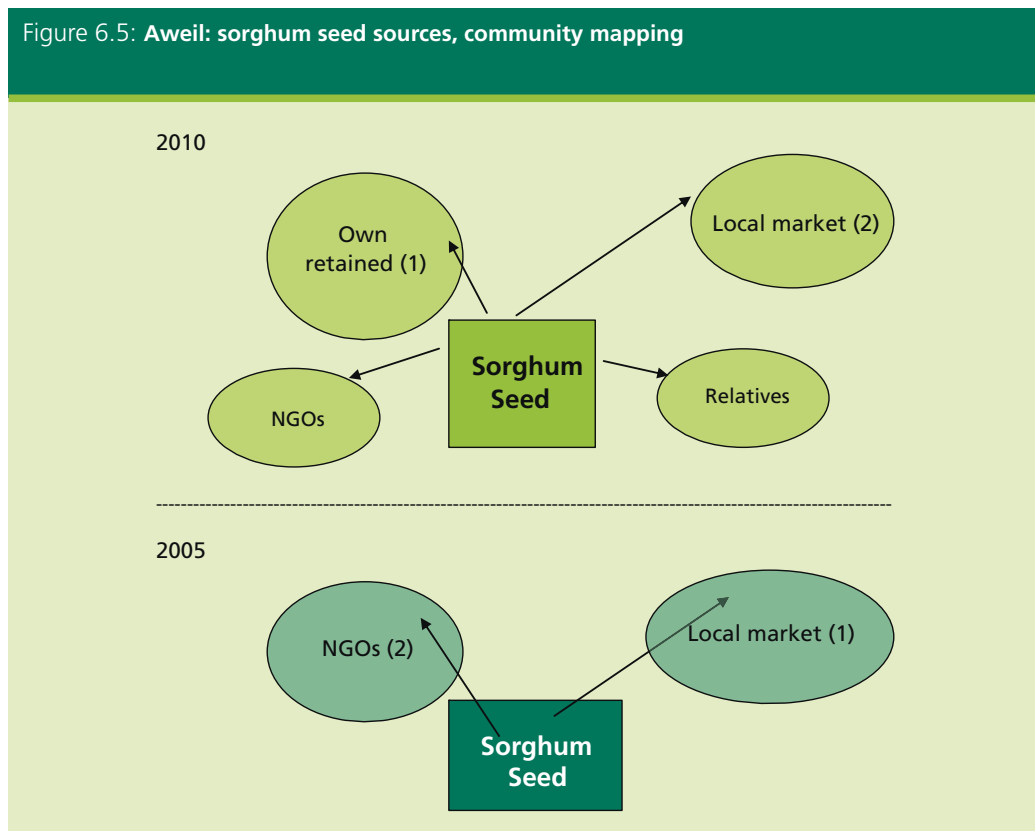 Figure 6.5: Aweil: sorghum seed sources, community mapping
2010
Own
retained (1)
Local market (2)
Sorghum
Seed
NGOs
Relatives
2005
NGOs (2)
Local market (1)
Sorghum
Seed